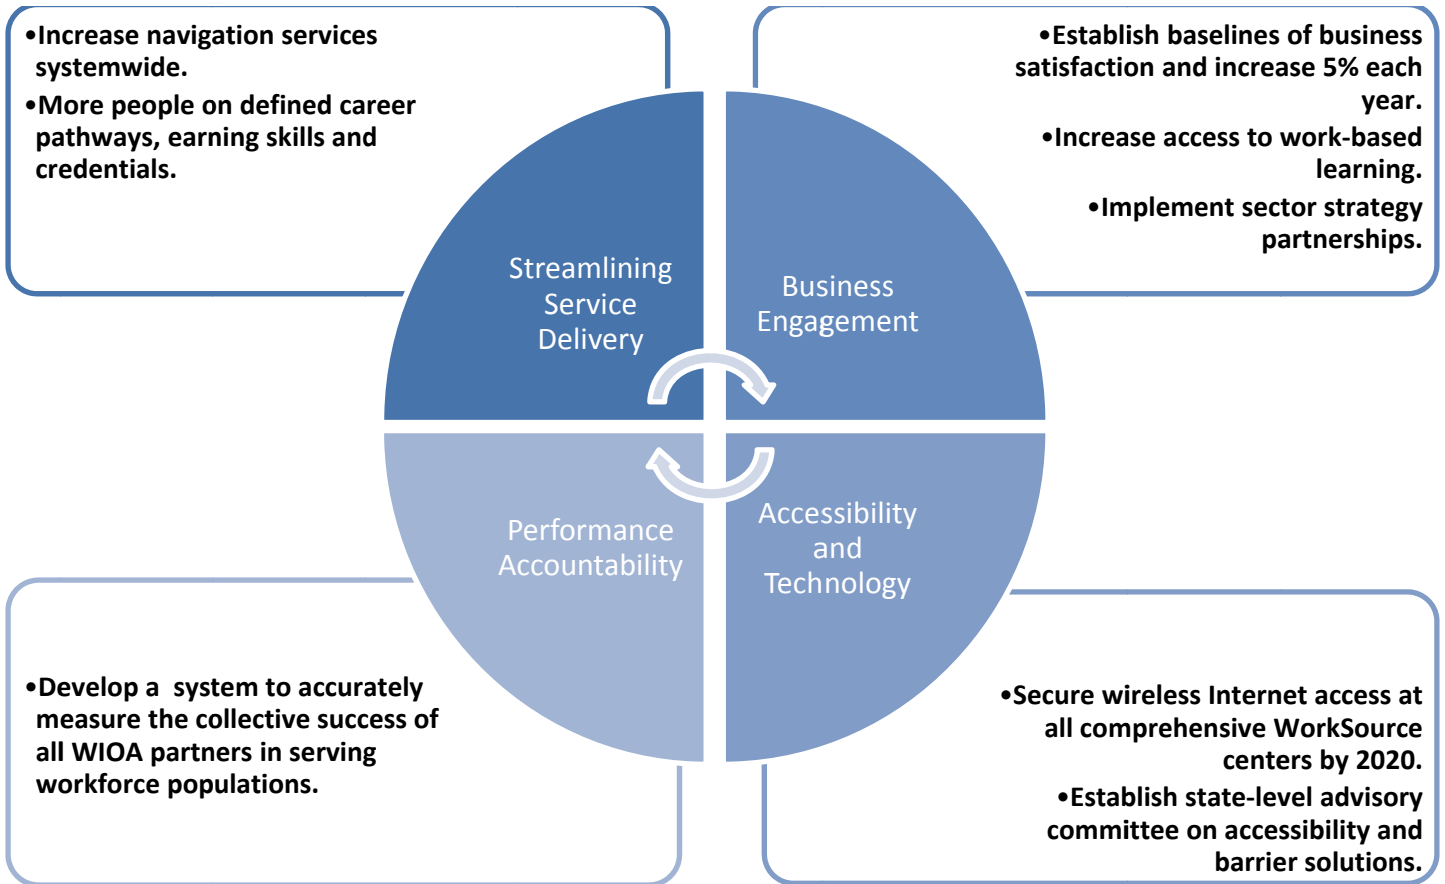 •Increase navigation services
systemwide.
•More people on defined career
pathways, earning skills and
credentials.
•Establish baselines of business
satisfaction and increase 5% each
year.
•Increase access to work-based
learning.
•Implement sector strategy
partnerships.
Streamlining
Service
Delivery
Business
Engagement
Performance
Accountability
Accessibility
and
Technology
•Develop a  system to accurately
measure the collective success of
all WIOA partners in serving
workforce populations.
•Secure wireless Internet access at
all comprehensive WorkSource
centers by 2020.
•Establish state-level advisory
committee on accessibility and
barrier solutions.